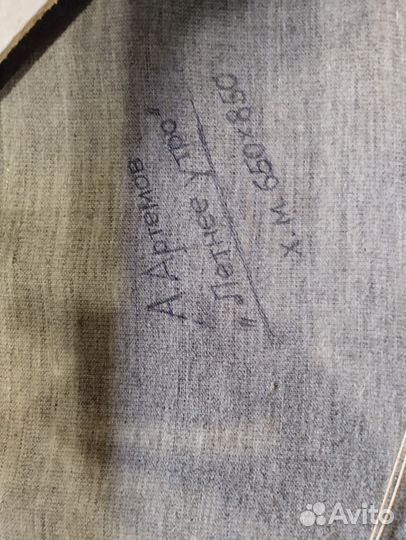 А.Артемов
"Летнее Утро"
х.м 650х850
Avito